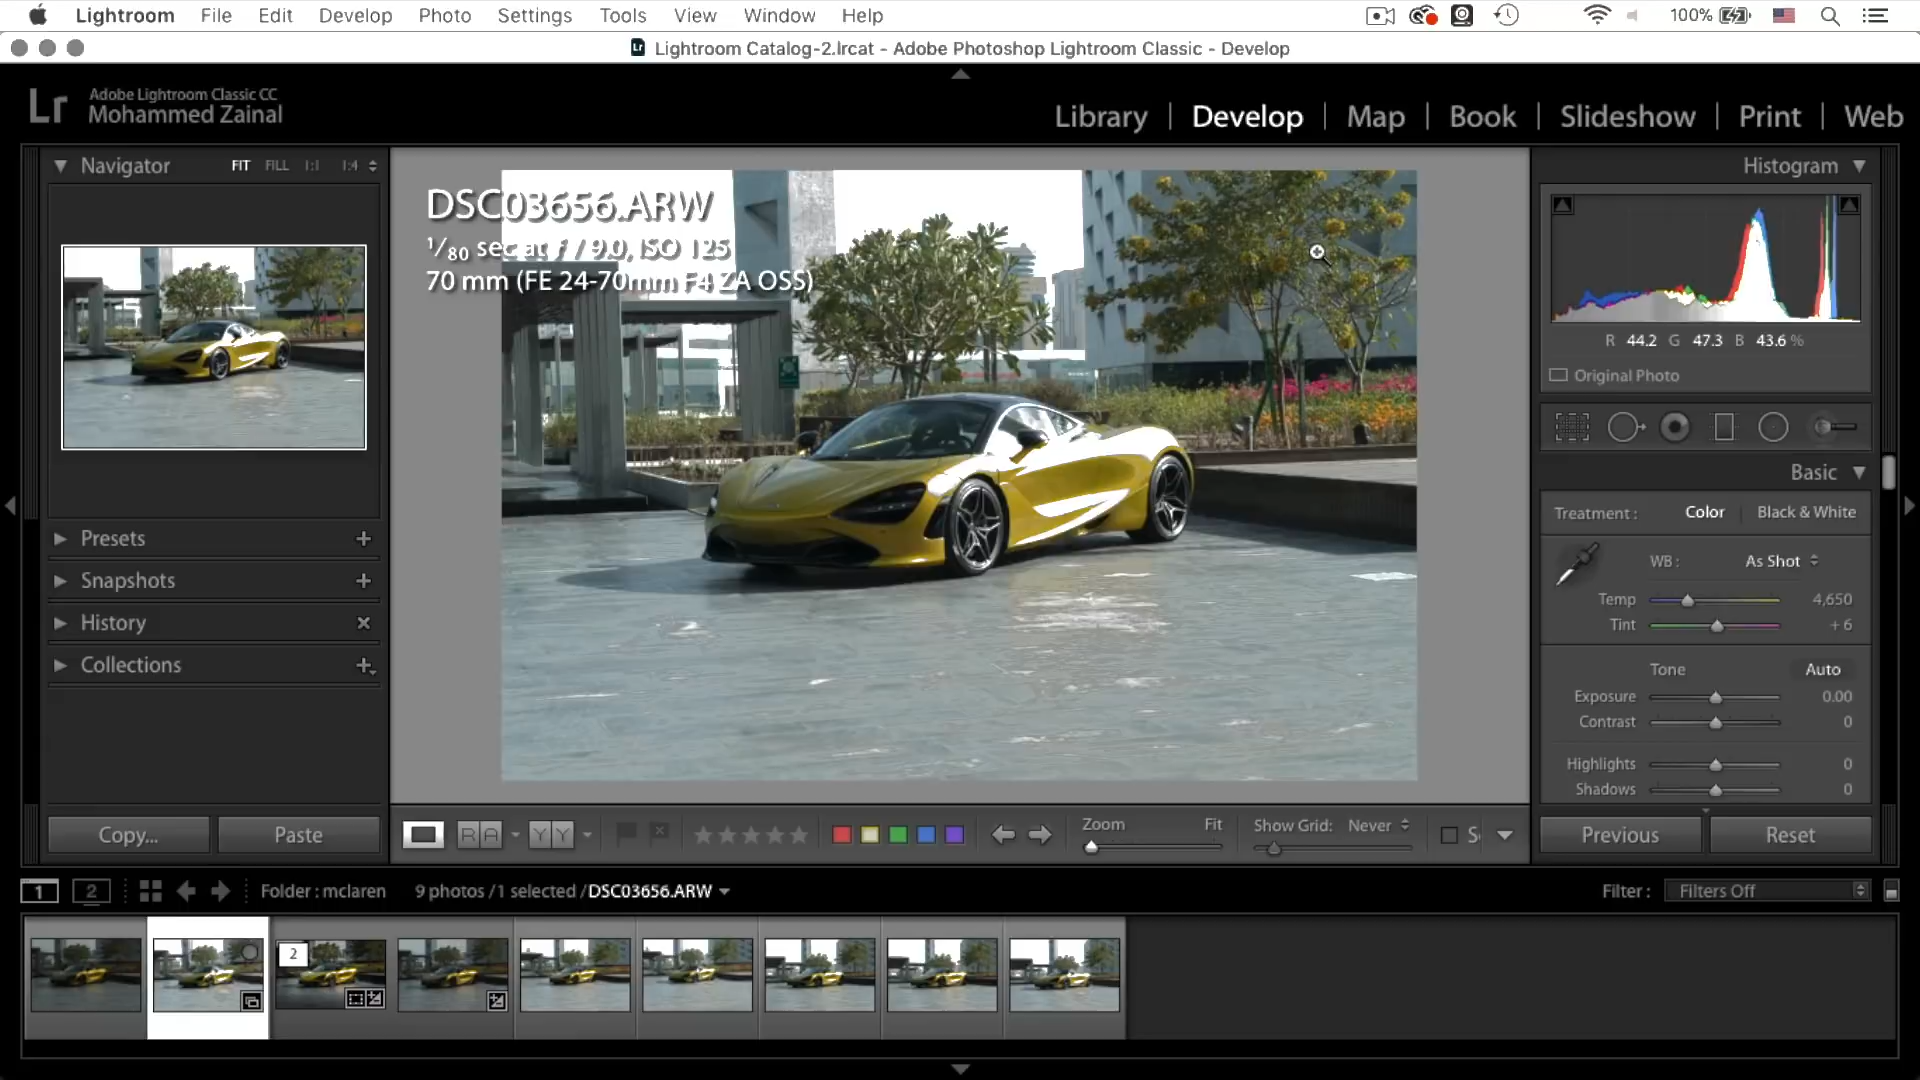 Lightroom File Edit Develop Photo Settings Tools View Window Help 100%
Lr Lightroom Catalog-2.lrcat - Adobe Photoshop Lightroom Classic - Develop
Lr Adobe Lightroom Classic CC
Mohammed Zainal
Library | Develop | Map | Book | Slideshow | Print | Web
Navigator FIT FILL 1:1 1:4
Histogram
DSC03656.ARW
1/80 sec at f / 9.0, ISO 125
70 mm (FE 24-70mm F4 ZA OSS)
R 44.2 G 47.3 B 43.6 %
Original Photo
Basic
Treatment : Color Black & White
WB : As Shot
Temp 4,650
Tint + 6
Tone Auto
Exposure 0.00
Contrast 0
Highlights 0
Shadows 0
Presets
Snapshots
History
Collections
Copy... Paste
R A Y Y
Zoom Fit
Show Grid: Never
S
Previous Reset
1 2 Folder : mclaren 9 photos /1 selected /DSC03656.ARW
Filter : Filters Off
2